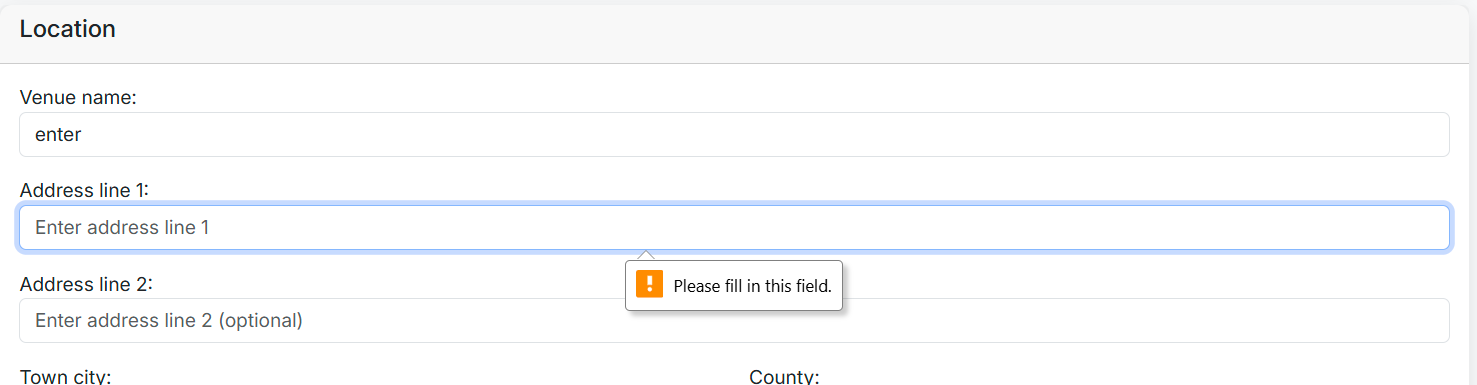 Location
Venue name:
enter
Address line 1:
Enter address line 1
Please fill in this field.
Address line 2:
Enter address line 2 (optional)
Town city:
County: